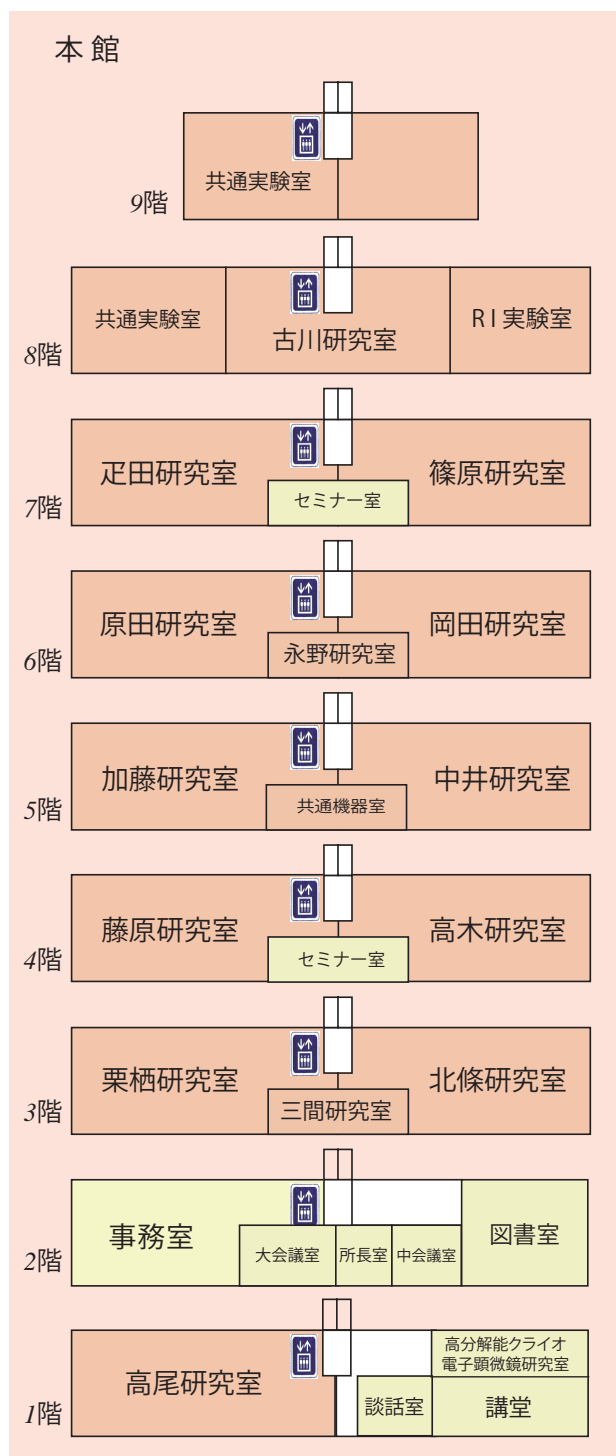 本館
共通実験室
9階
共通実験室
古川研究室
RI実験室
8階
疋田研究室
セミナー室
篠原研究室
7階
原田研究室
永野研究室
岡田研究室
6階
加藤研究室
共通機器室
中井研究室
5階
藤原研究室
セミナー室
高木研究室
4階
栗栖研究室
三間研究室
北條研究室
3階
事務室
大会議室
所長室
中会議室
図書室
2階
高尾研究室
談話室
高分解能クライオ
電子顕微鏡研究室
講堂
1階